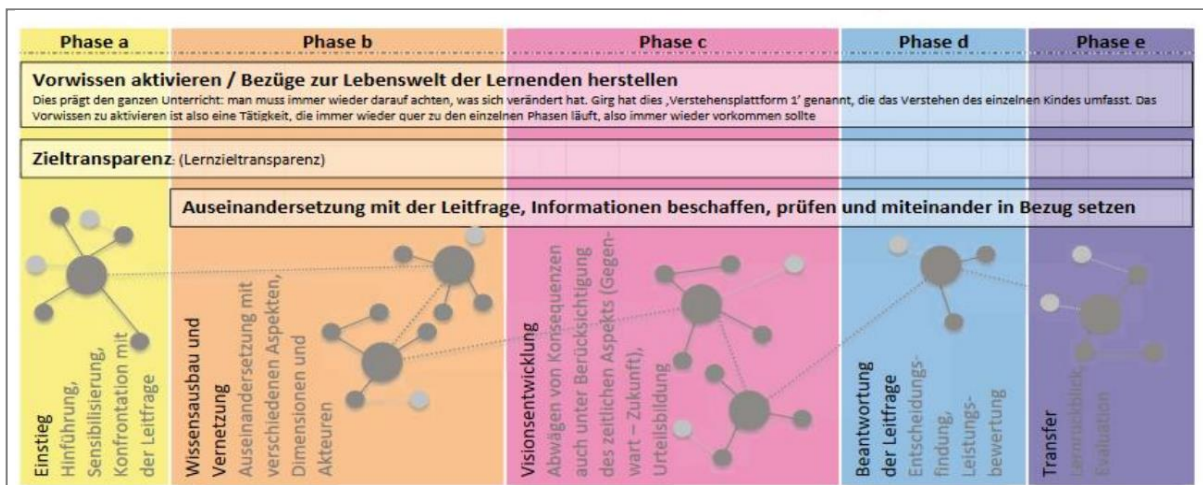 Phase a
Phase b
Phase c
Phase d
Phase e
Vorwissen aktivieren / Bezüge zur Lebenswelt der Lernenden herstellen
Dies prägt den ganzen Unterricht: man muss immer wieder darauf achten, was sich verändert hat. Girg hat dies ‚Verstehensplattform 1' genannt, die das Verstehen des einzelnen Kindes umfasst. Das
Vorwissen zu aktivieren ist also eine Tätigkeit, die immer wieder quer zu den einzelnen Phasen läuft, also immer wieder vorkommen sollte
Zieltransparenz: (Lernzieltransparenz)
Auseinandersetzung mit der Leitfrage, Informationen beschaffen, prüfen und miteinander in Bezug setzen
Einstieg
Hinführung,
Sensibilisierung,
Konfrontation mit
der Leitfrage
Wissensausbau und
Vernetzung
Auseinandersetzung mit
verschiedenen Aspekten,
Dimensionen und
Akteuren
Visionsentwicklung
Abwägen von Konsequenzen
auch unter Berücksichtigung
des zeitlichen Aspekts (Gegen-
wart – Zukunft),
Urteilsbildung
Beantwortung
der Leitfrage
Entscheidungs-
findung,
Leistungs-
bewertung
Transfer
Lernrückblick,
Evaluation